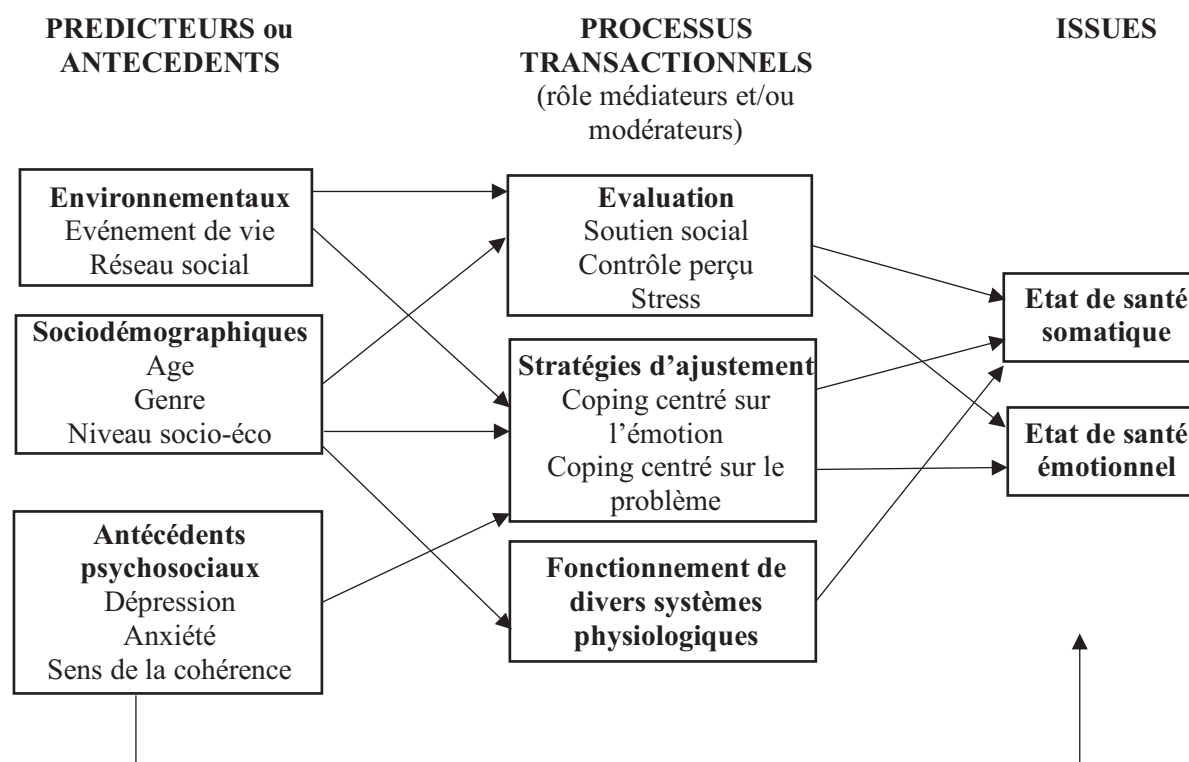 PREDICTEURS ou
ANTECEDENTS
PROCESSUS
TRANSACTIONNELS
(rôle médiateurs et/ou
modérateurs)
ISSUES
Environnementaux
Evénement de vie
Réseau social
Sociodémographiques
Age
Genre
Niveau socio-éco
Antécédents
psychosociaux
Dépression
Anxiété
Sens de la cohérence
Evaluation
Soutien social
Contrôle perçu
Stress
Stratégies d'ajustement
Coping centré sur
l'émotion
Coping centré sur le
problème
Fonctionnement de
divers systèmes
physiologiques
Etat de santé
somatique
Etat de santé
émotionnel